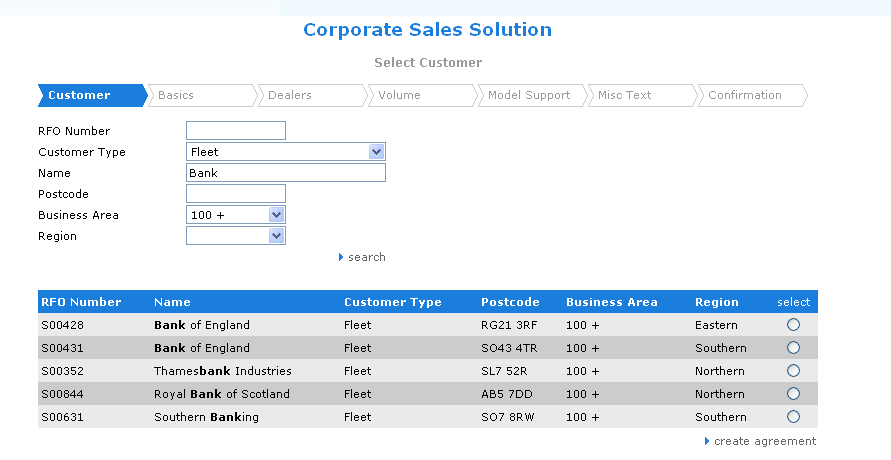 Corporate Sales Solution
Select Customer
Customer Basics Dealers Volume Model Support Misc Text Confirmation
RFO Number
Customer Type Fleet
Name Bank
Postcode
Business Area 100 +
Region
search
RFO Number Name Customer Type Postcode Business Area Region select
S00428 Bank of England Fleet RG21 3RF 100 + Eastern
S00431 Bank of England Fleet SO43 4TR 100 + Southern
S00352 Thamesbank Industries Fleet SL7 52R 100 + Northern
S00844 Royal Bank of Scotland Fleet AB5 7DD 100 + Northern
S00631 Southern Banking Fleet SO7 8RW 100 + Southern
create agreement